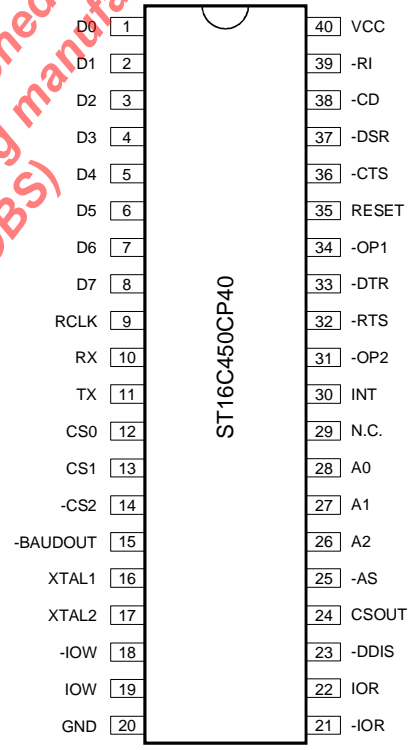 oned
g manufa
OBS)
D0 1 40 VCC
D1 2 39 -RI
D2 3 38 -CD
D3 4 37 -DSR
D4 5 36 -CTS
D5 6 35 RESET
D6 7 34 -OP1
D7 8 33 -DTR
RCLK 9 32 -RTS
RX 10 31 -OP2
TX 11 30 INT
CS0 12 29 N.C.
CS1 13 28 A0
-CS2 14 27 A1
-BAUDOUT 15 26 A2
XTAL1 16 25 -AS
XTAL2 17 24 CSOUT
-IOW 18 23 -DDIS
IOW 19 22 IOR
GND 20 21 -IOR
ST16C450CP40